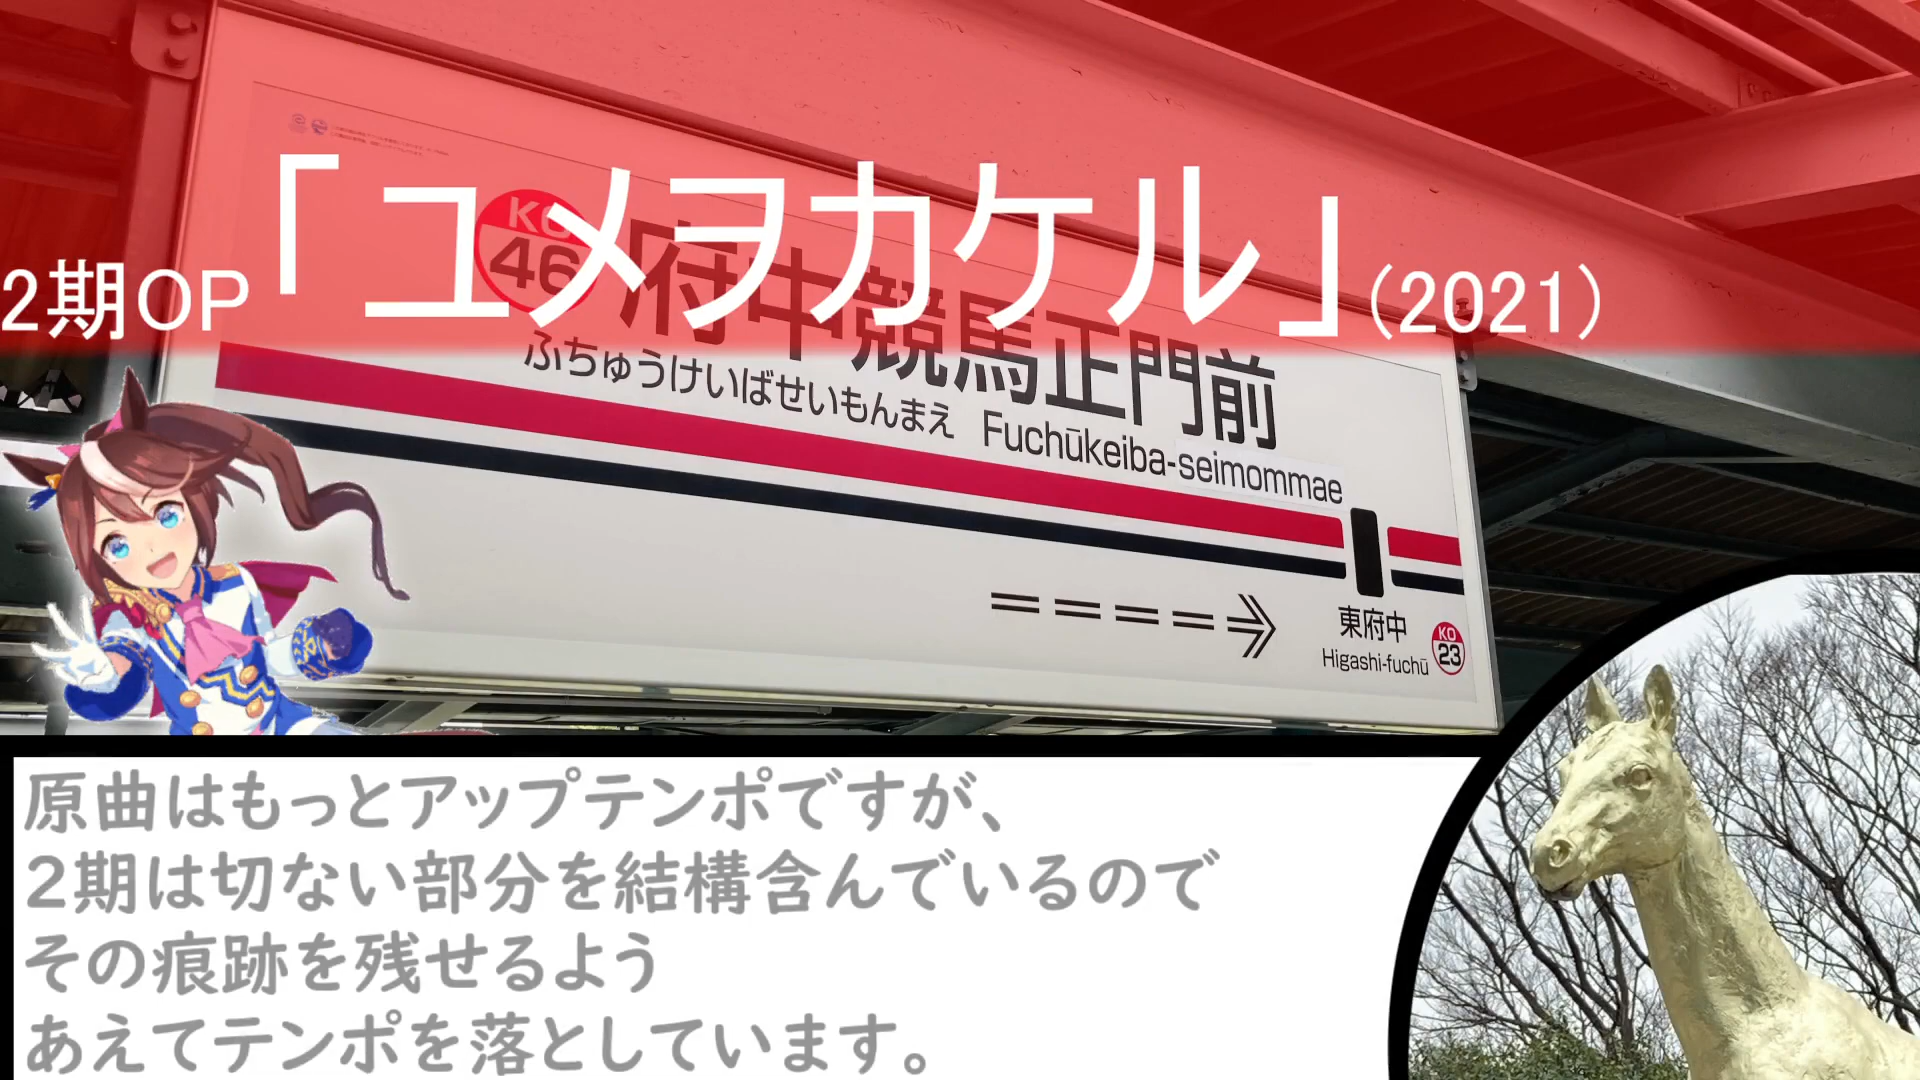 2期OP「ユメヲカケル」(2021)
KO
46
府中競馬正門前
ふちゅうけいばせいもんまえ Fuchūkeiba-seimommae
東府中
Higashi-fuchū
KO
23
原曲はもっとアップテンポですが、
2期は切ない部分を結構含んでいるので
その痕跡を残せるよう
あえてテンポを落としています。